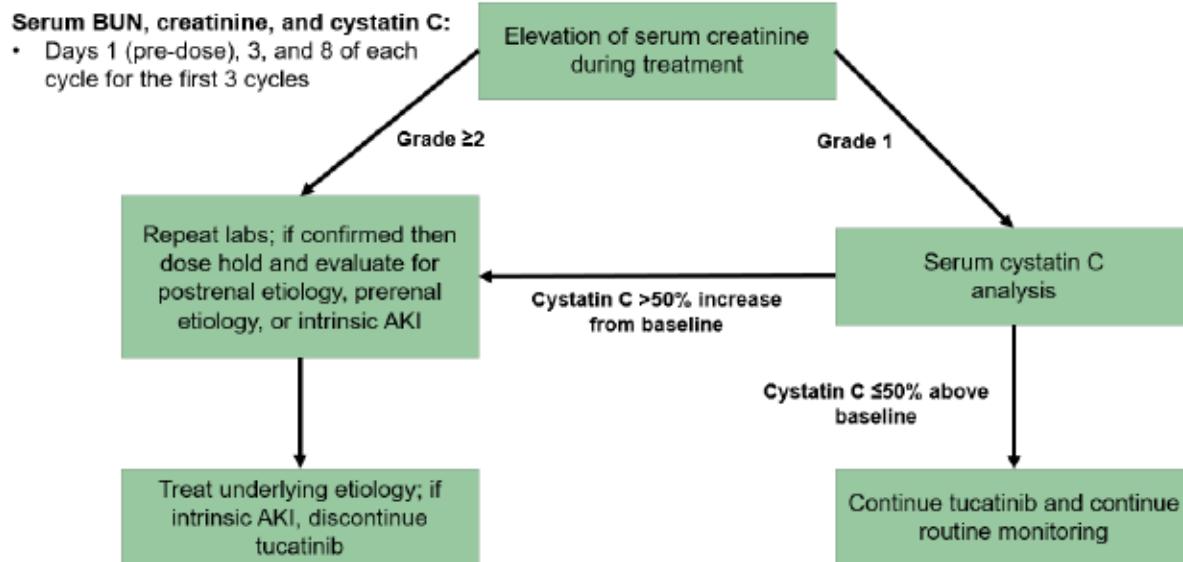 Serum BUN, creatinine, and cystatin C:
• Days 1 (pre-dose), 3, and 8 of each
cycle for the first 3 cycles
Elevation of serum creatinine
during treatment
Grade ≥2
Grade 1
Repeat labs; if confirmed then
dose hold and evaluate for
postrenal etiology, prerenal
etiology, or intrinsic AKI
Serum cystatin C
analysis
Cystatin C >50% increase
from baseline
Cystatin C ≤50% above
baseline
Treat underlying etiology; if
intrinsic AKI, discontinue
tucatinib
Continue tucatinib and continue
routine monitoring